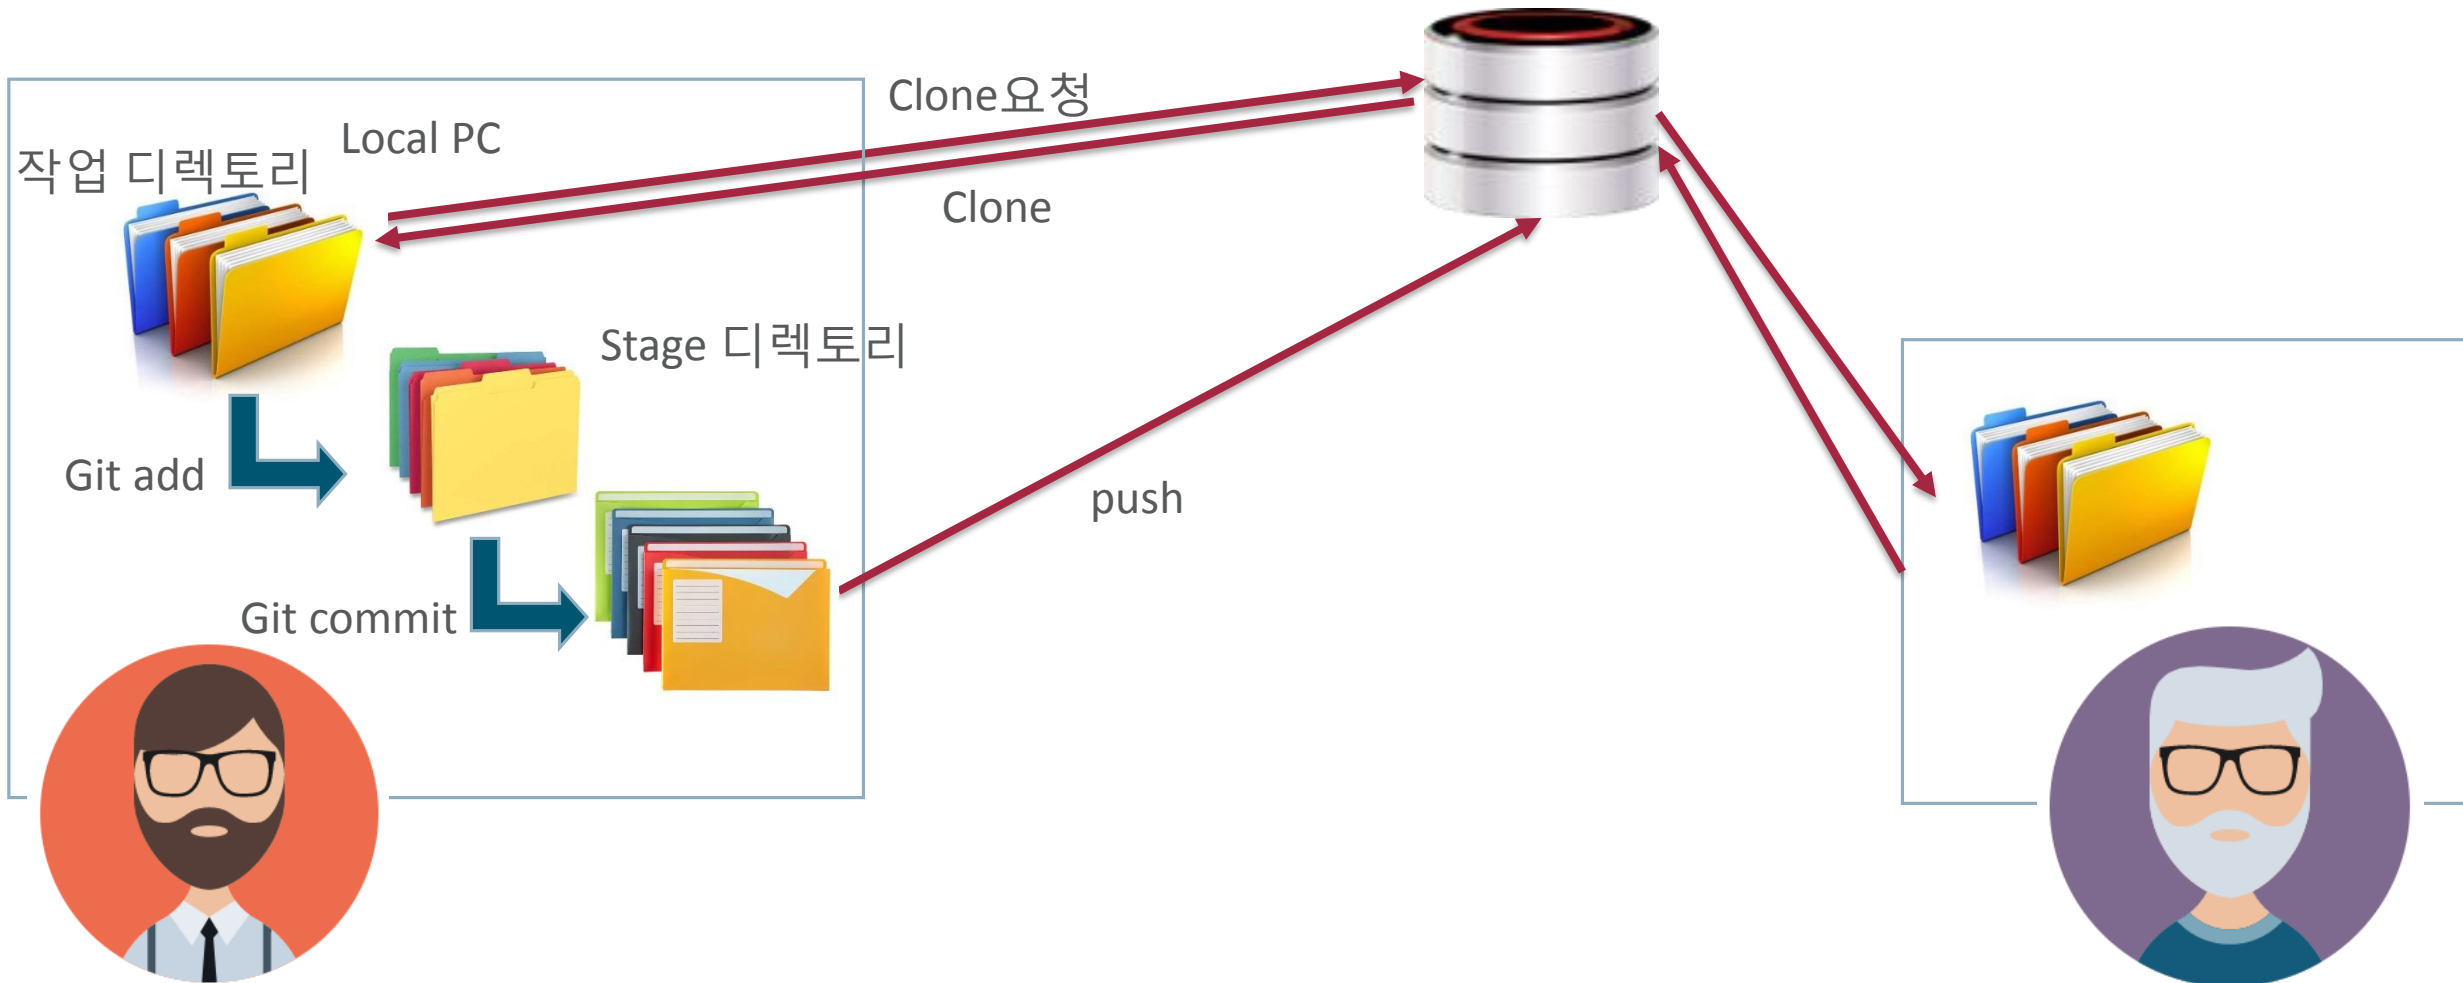 Clone요청
Local PC
작업 디렉토리
Clone
Stage 디렉토리
Git add
push
Git commit